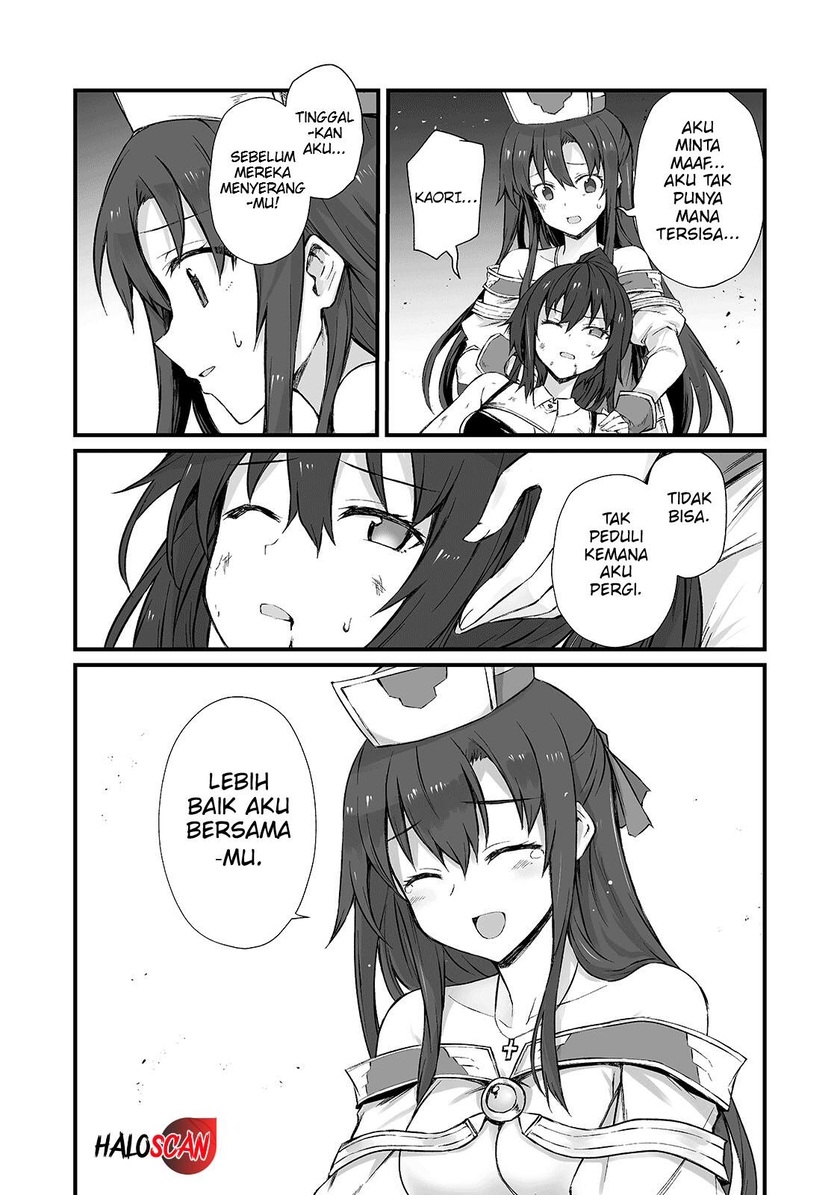 AKU
MINTA
MAAF...
AKU TAK
PUNYA
MANA
TERSISA...
KAORI...
TINGGAL
-KAN
AKU...
SEBELUM
MEREKA
MENYERANG
-MU!
TIDAK
BISA.
TAK
PEDULI
KEMANA
AKU
PERGI.
LEBIH
BAIK AKU
BERSAMA
-MU.
HALOSCAN